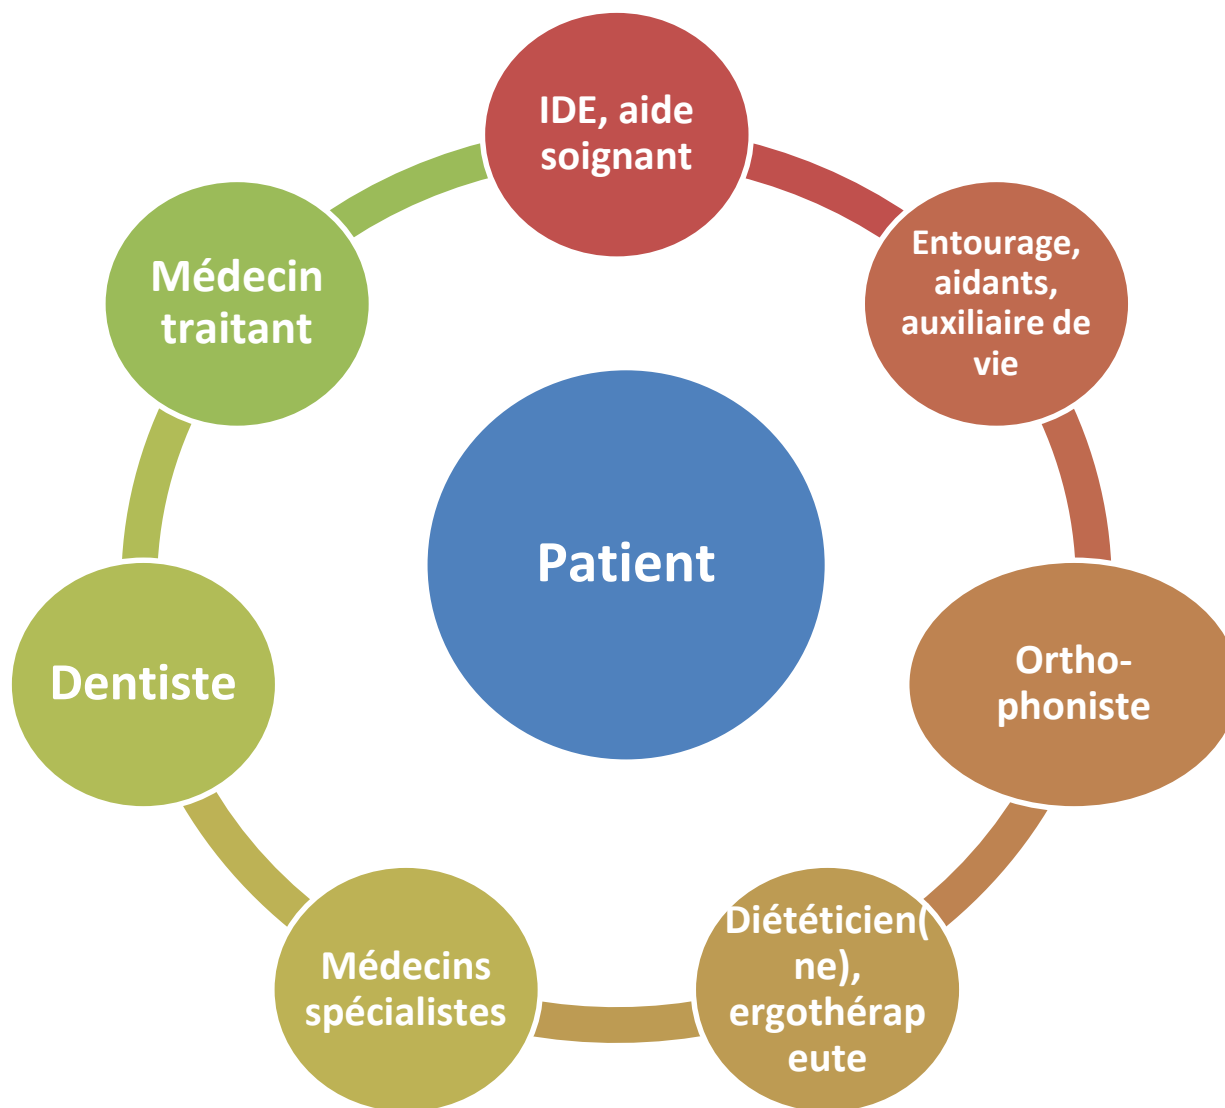 IDE, aide
soignant
Entourage,
aidants,
auxiliaire de
vie
Médecin
traitant
Patient
Ortho-
phoniste
Dentiste
Diététicien(
ne),
ergothérap
eute
Médecins
spécialistes